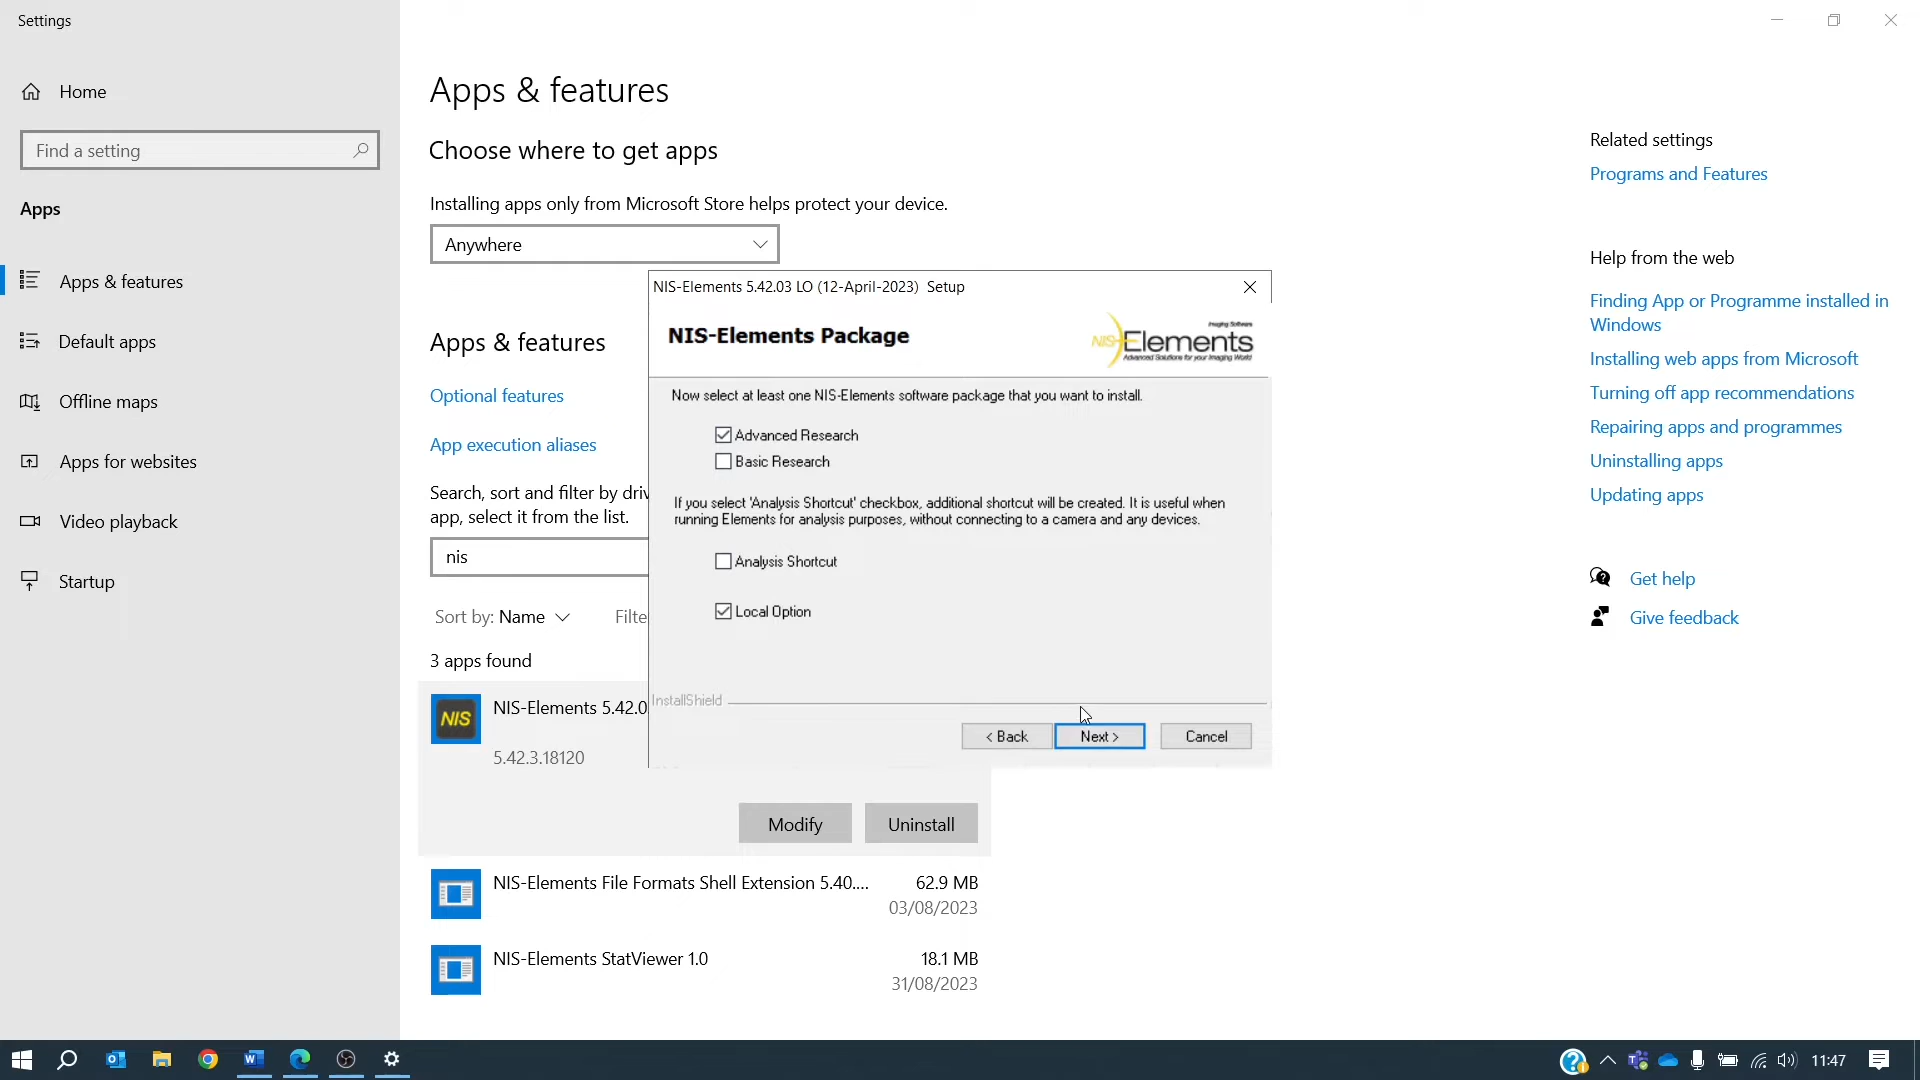 Settings
Home
Find a setting
Apps
Apps & features
Default apps
Offline maps
Apps for websites
Video playback
Startup
Apps & features
Choose where to get apps
Installing apps only from Microsoft Store helps protect your device.
Anywhere
Apps & features
Optional features
App execution aliases
Search, sort and filter by driv
app, select it from the list.
nis
Sort by: Name
Filte
3 apps found
NIS
NIS-Elements 5.42.0
5.42.3.18120
Modify
Uninstall
NIS-Elements File Formats Shell Extension 5.40....
62.9 MB
03/08/2023
NIS-Elements StatViewer 1.0
18.1 MB
31/08/2023
NIS-Elements 5.42.03 LO (12-April-2023) Setup
NIS-Elements Package
Imaging Software
NIS Elements
Advanced Solutions for your Imaging World
Now select at least one NIS-Elements software package that you want to install.
Advanced Research
Basic Research
If you select 'Analysis Shortcut' checkbox, additional shortcut will be created. It is useful when
running Elements for analysis purposes, without connecting to a camera and any devices.
Analysis Shortcut
Local Option
InstallShield
< Back
Next >
Cancel
Related settings
Programs and Features
Help from the web
Finding App or Programme installed in
Windows
Installing web apps from Microsoft
Turning off app recommendations
Repairing apps and programmes
Uninstalling apps
Updating apps
Get help
Give feedback
11:47